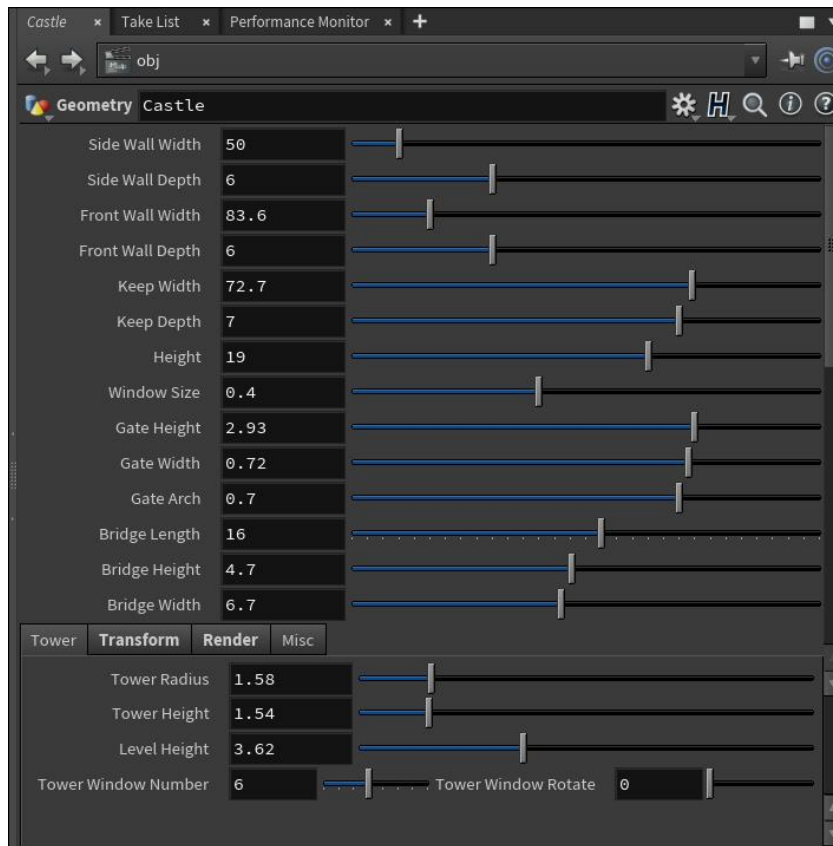 Castle × Take List × Performance Monitor × +
obj
Geometry Castle
Side Wall Width 50
Side Wall Depth 6
Front Wall Width 83.6
Front Wall Depth 6
Keep Width 72.7
Keep Depth 7
Height 19
Window Size 0.4
Gate Height 2.93
Gate Width 0.72
Gate Arch 0.7
Bridge Length 16
Bridge Height 4.7
Bridge Width 6.7
Tower Transform Render Misc
Tower Radius 1.58
Tower Height 1.54
Level Height 3.62
Tower Window Number 6 Tower Window Rotate 0